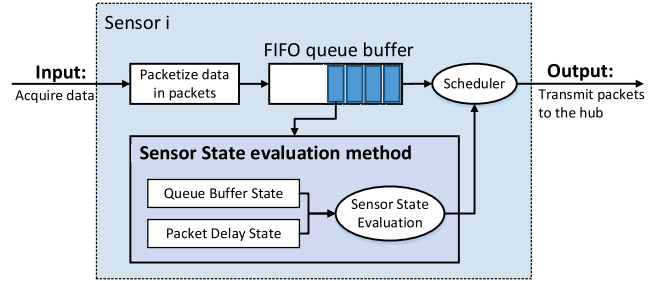 Sensor i
FIFO queue buffer
Input:
Acquire data
Packetize data
in packets
Scheduler
Output:
Transmit packets
to the hub
Sensor State evaluation method
Queue Buffer State
Packet Delay State
Sensor State
Evaluation